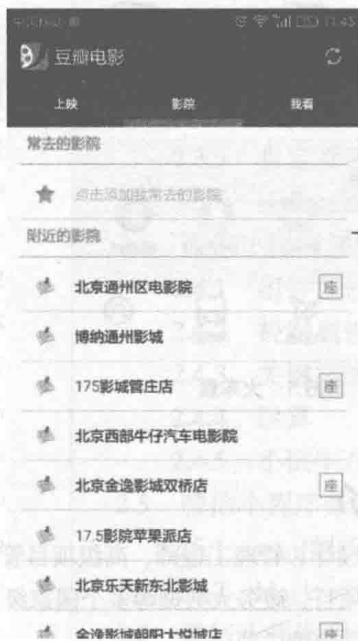 11:43
豆瓣电影
上映 影院 我看
常去的影院
点击添加我常去的影院
附近的影院
北京通州区电影院 座
博纳通州影城
175影城管庄店 座
北京西部牛仔汽车电影院
北京金逸影城双桥店 座
17.5影院苹果派店
北京乐天新东北影城
金逸影城朝阳大悦城店 座